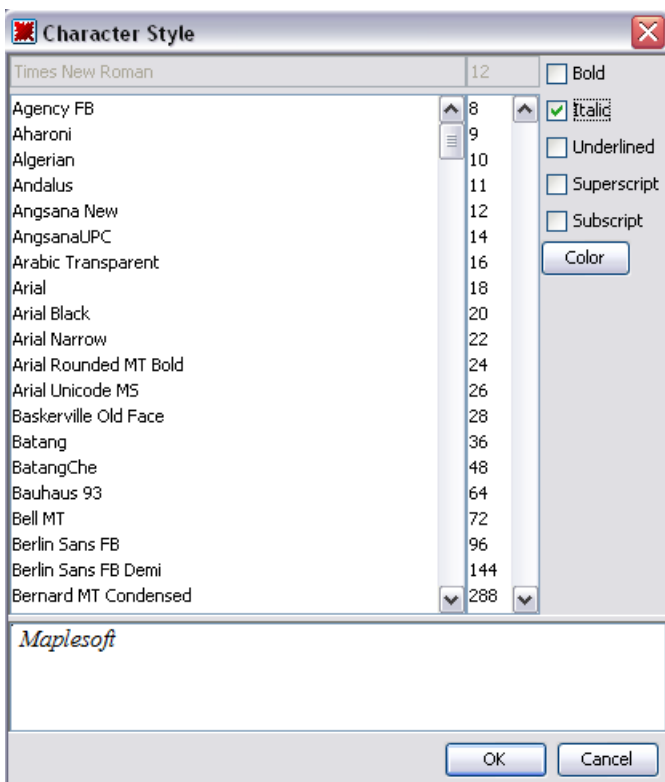 Character Style
Times New Roman 12
Bold
Agency FB 8
Italic
Aharoni 9
Underlined
Algerian 10
Superscript
Andalus 11
Subscript
Angsana New 12
Color
AngsanaUPC 14
Arabic Transparent 16
Arial 18
Arial Black 20
Arial Narrow 22
Arial Rounded MT Bold 24
Arial Unicode MS 26
Baskerville Old Face 28
Batang 36
BatangChe 48
Bauhaus 93 64
Bell MT 72
Berlin Sans FB 96
Berlin Sans FB Demi 144
Bernard MT Condensed 288
Maplesoft
OK Cancel